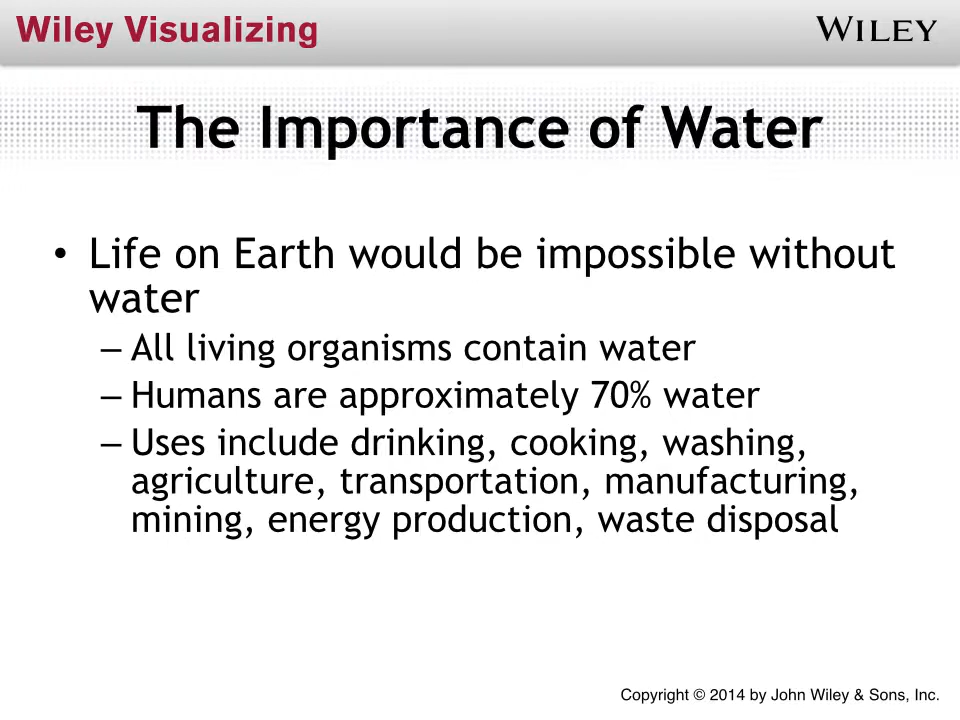 Wiley Visualizing
WILEY
The Importance of Water
• Life on Earth would be impossible without
water
– All living organisms contain water
– Humans are approximately 70% water
– Uses include drinking, cooking, washing,
agriculture, transportation, manufacturing,
mining, energy production, waste disposal
Copyright © 2014 by John Wiley & Sons, Inc.